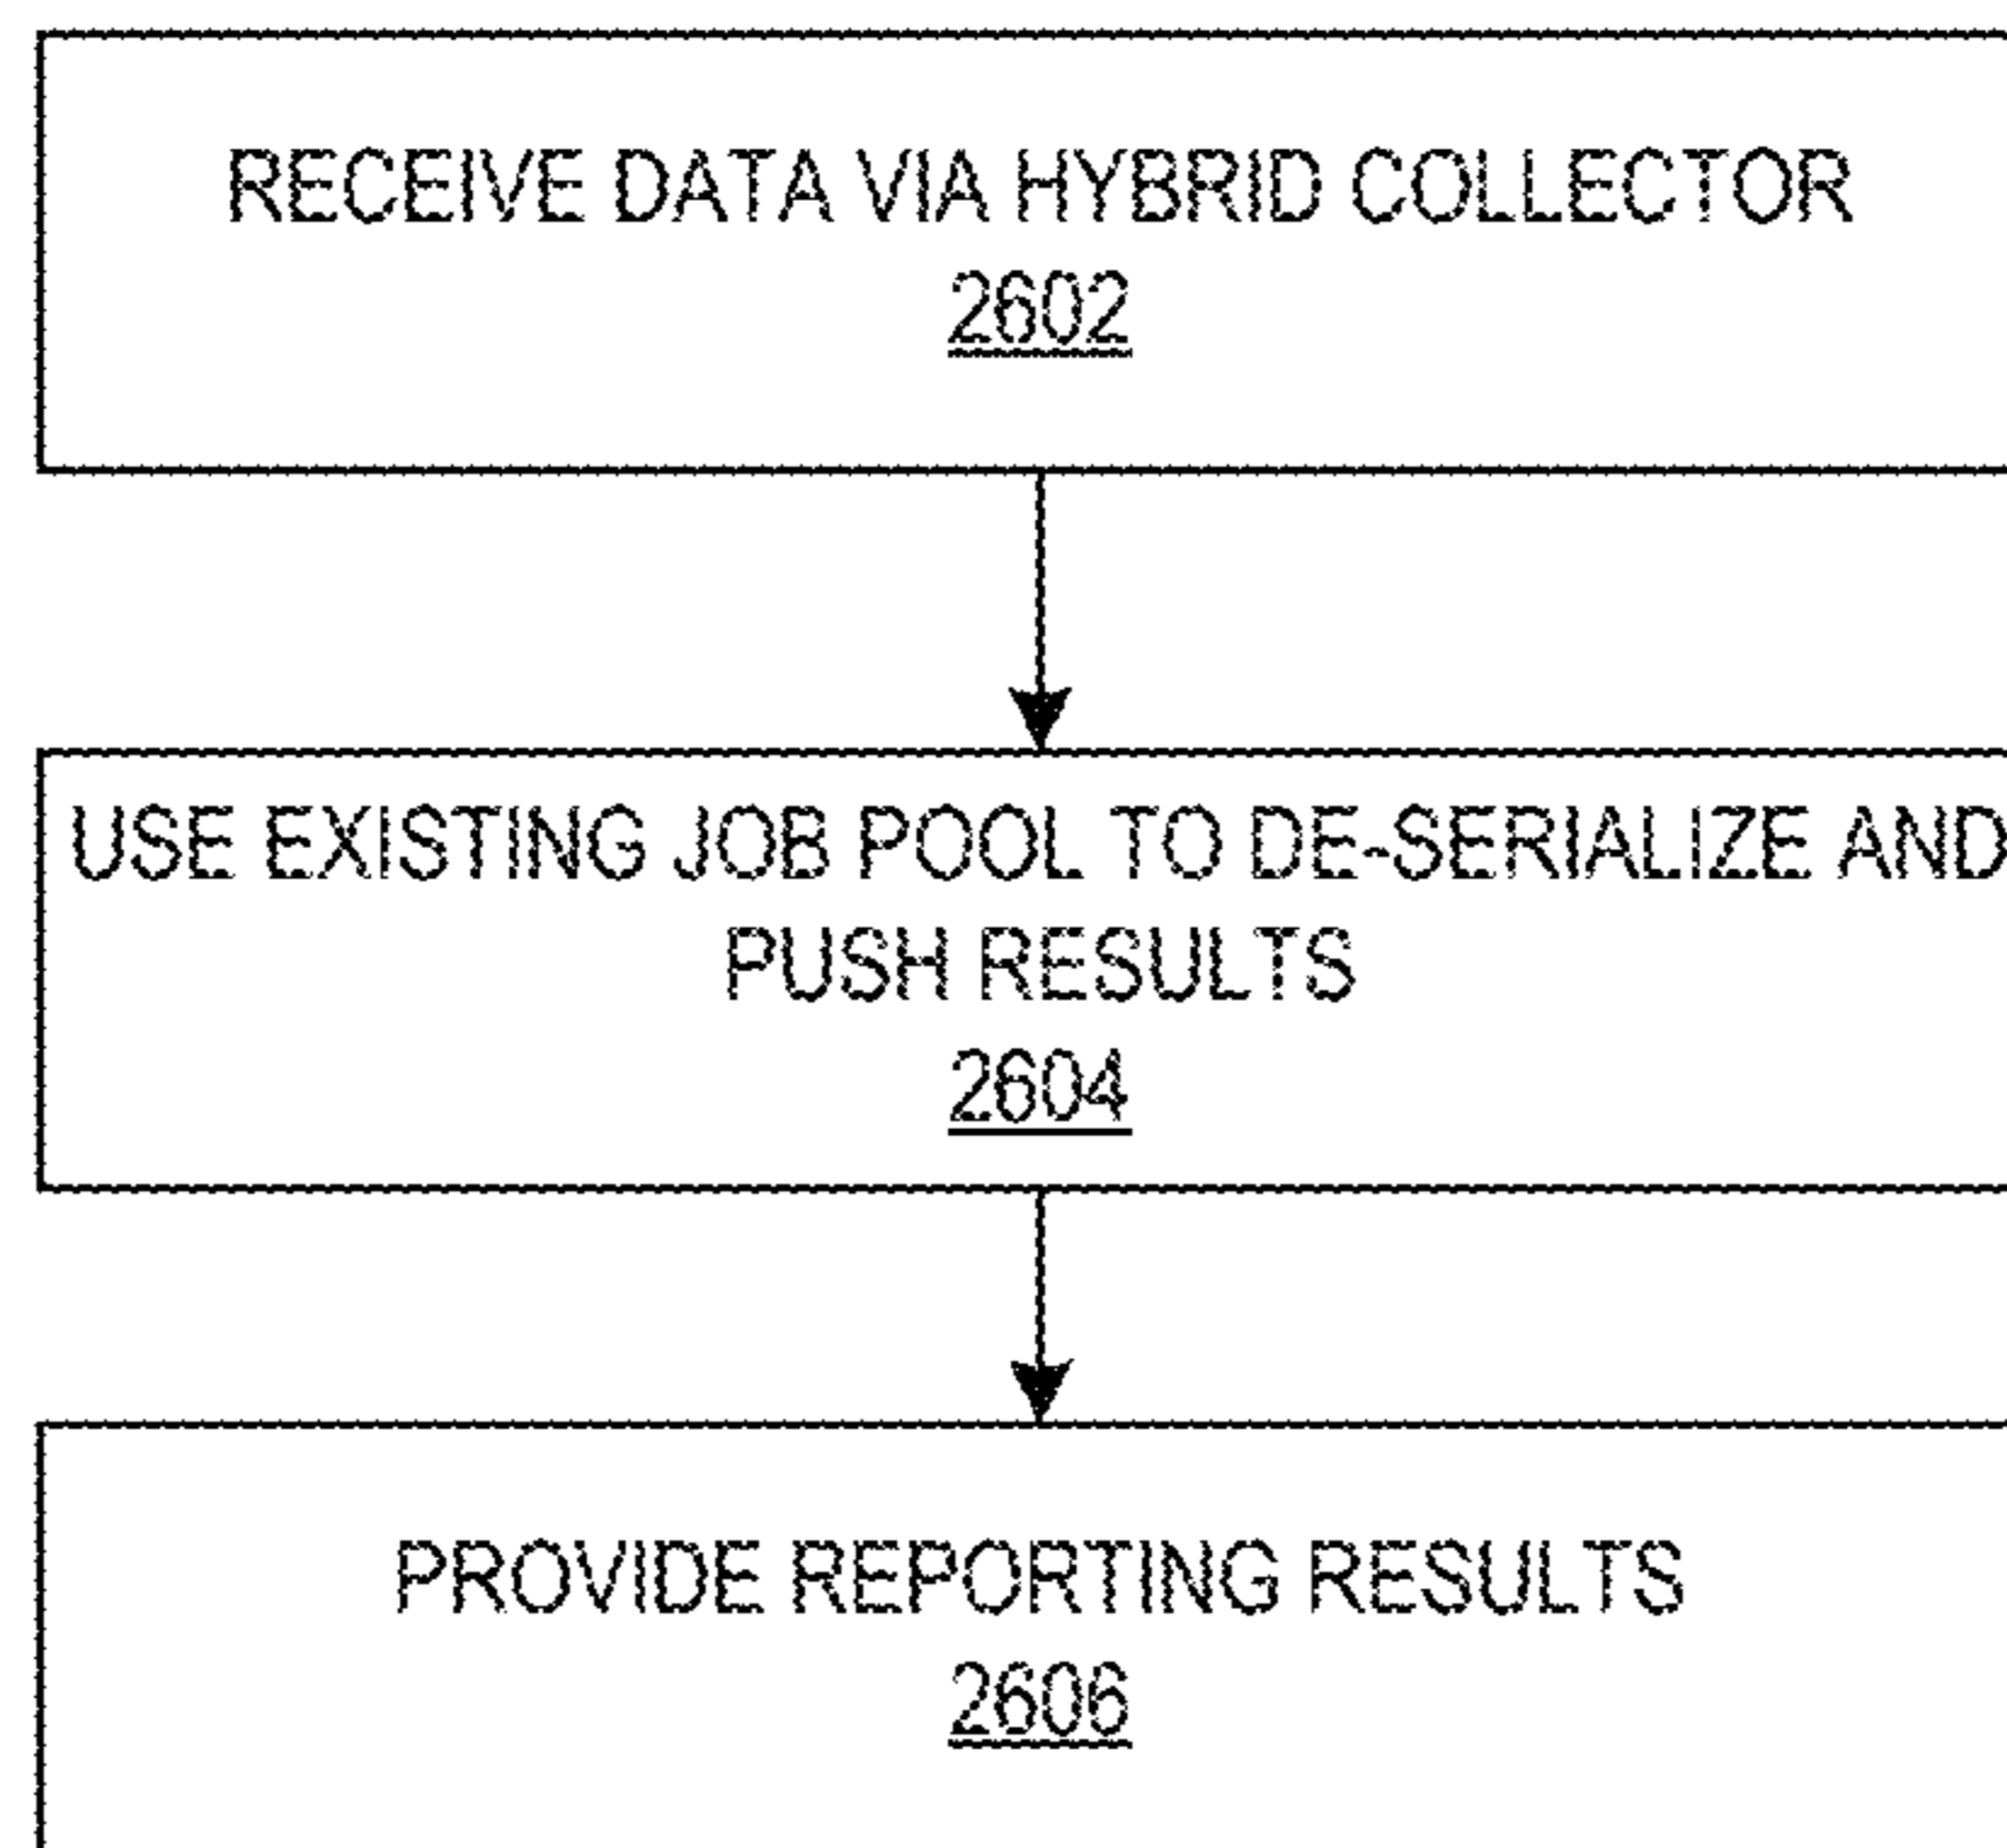 RECEIVE DATA VIA HYBRID COLLECTOR
2602
USE EXISTING JOB POOL TO DE-SERIALIZE AND
PUSH RESULTS
2604
PROVIDE REPORTING RESULTS
2606